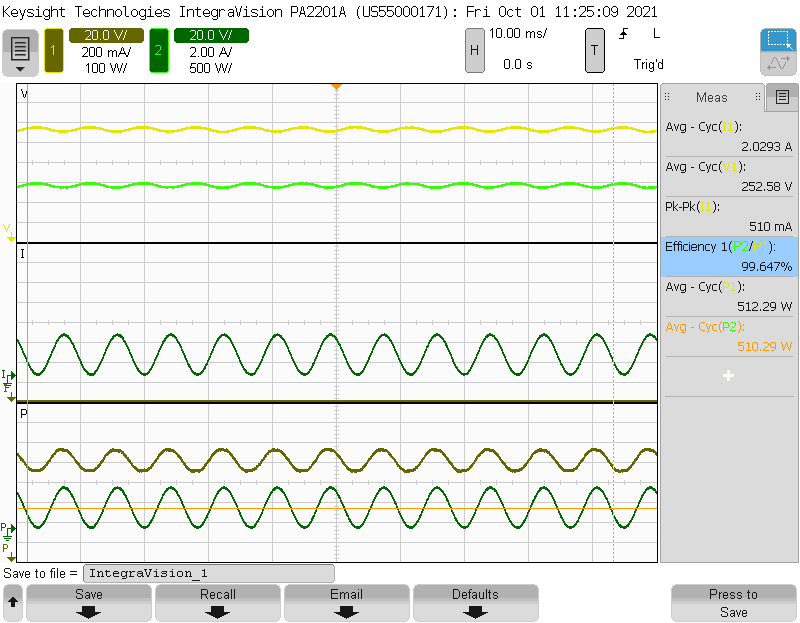 Keysight Technologies IntegraVision PA2201A (US55000171): Fri Oct 01 11:25:09 2021
1
20.0 V/
200 mA/
100 W/
2
20.0 V/
2.00 A/
500 W/
H
10.00 ms/
0.0 s
T
L
Trig'd
Meas
Avg - Cyc(I1):
2.0293 A
Avg - Cyc(V1):
252.58 V
Pk-Pk(I1):
510 mA
Efficiency 1(P2/P1):
99.647%
Avg - Cyc(P1):
512.29 W
Avg - Cyc(P2):
510.29 W
V
V
I
I
I
P
P
P
Save to file = IntegraVision_1
Save
Recall
Email
Defaults
Press to
Save